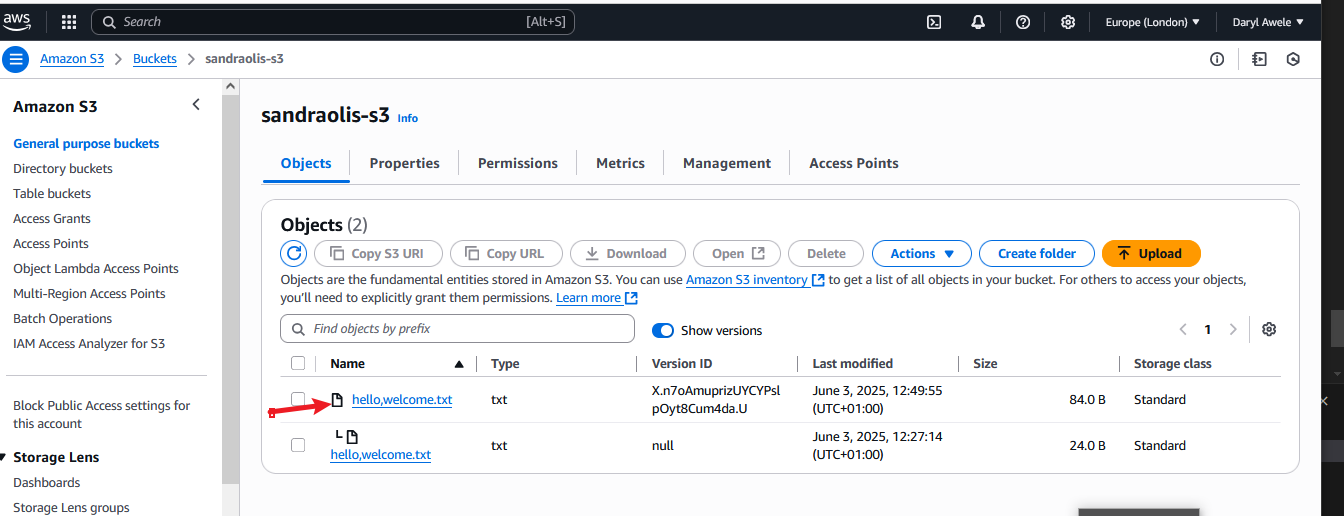 aws
Search [Alt+S]
Europe (London) Daryl Awele
Amazon S3 Buckets sandraolis-s3
Amazon S3
General purpose buckets
Directory buckets
Table buckets
Access Grants
Access Points
Object Lambda Access Points
Multi-Region Access Points
Batch Operations
IAM Access Analyzer for S3
Block Public Access settings for
this account
Storage Lens
Dashboards
Storage Lens groups
sandraolis-s3 Info
Objects Properties Permissions Metrics Management Access Points
Objects (2)
Copy S3 URI Copy URL Download Open Delete Actions Create folder Upload
Objects are the fundamental entities stored in Amazon S3. You can use Amazon S3 inventory to get a list of all objects in your bucket. For others to access your objects,
you'll need to explicitly grant them permissions. Learn more
Find objects by prefix Show versions 1
Name Type Version ID Last modified Size Storage class
hello,welcome.txt txt X.n7oAmuprizUYCYPsl June 3, 2025, 12:49:55 84.0 B Standard
pOyt8Cum4da.U (UTC+01:00)
hello,welcome.txt txt null June 3, 2025, 12:27:14 24.0 B Standard
(UTC+01:00)